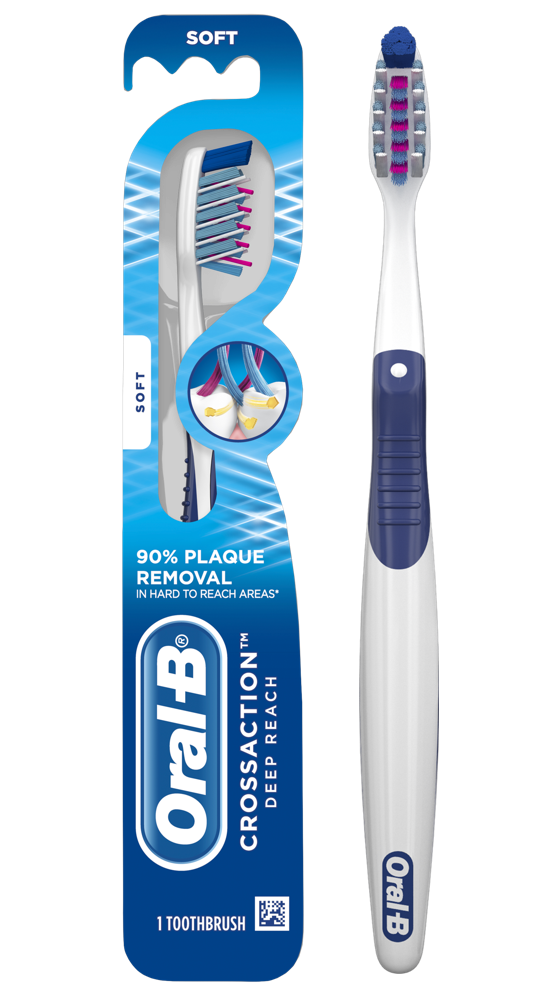 SOFT
SOFT
90% PLAQUE
REMOVAL
IN HARD TO REACH AREAS*
Oral-B®
CROSSACTION™
DEEP REACH
1 TOOTHBRUSH
Oral-B